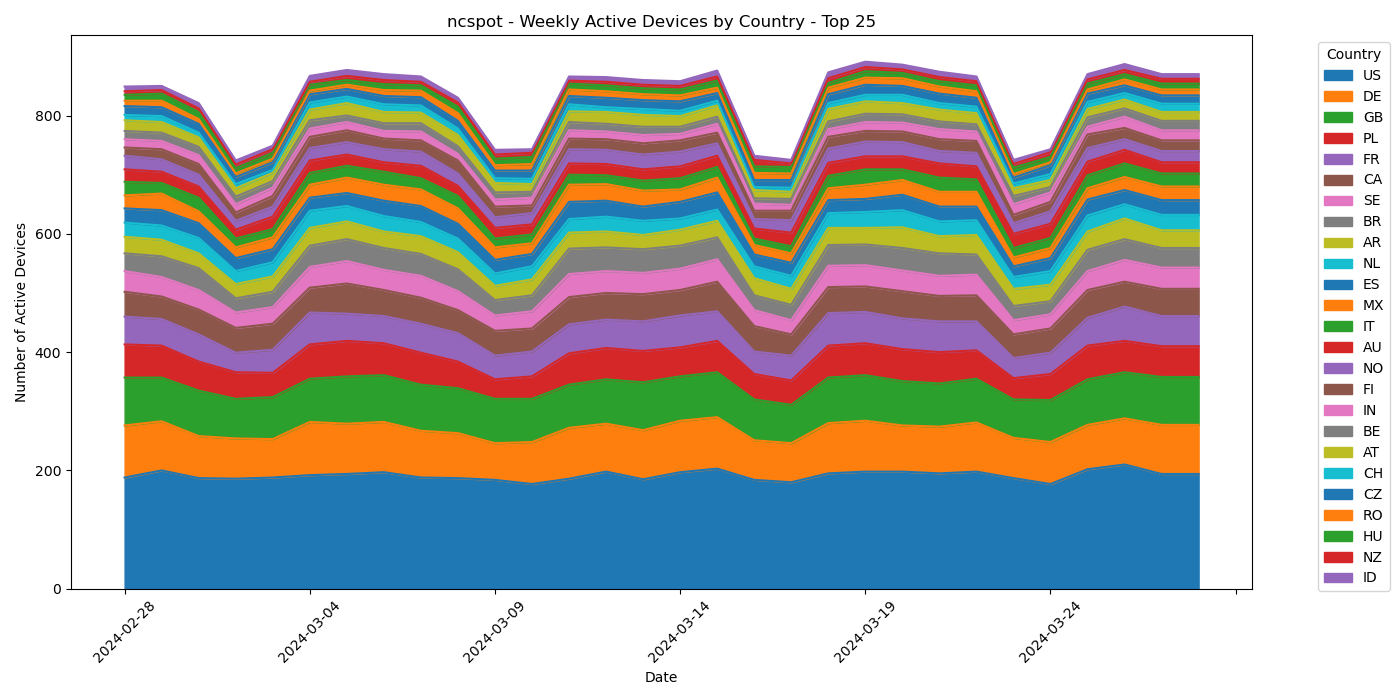 ncspot - Weekly Active Devices by Country - Top 25
Number of Active Devices
800
600
400
200
0
2024-02-28
2024-03-04
2024-03-09
2024-03-14
2024-03-19
2024-03-24
Date
Country
US
DE
GB
PL
FR
CA
SE
BR
AR
NL
ES
MX
IT
AU
NO
FI
IN
BE
AT
CH
CZ
RO
HU
NZ
ID